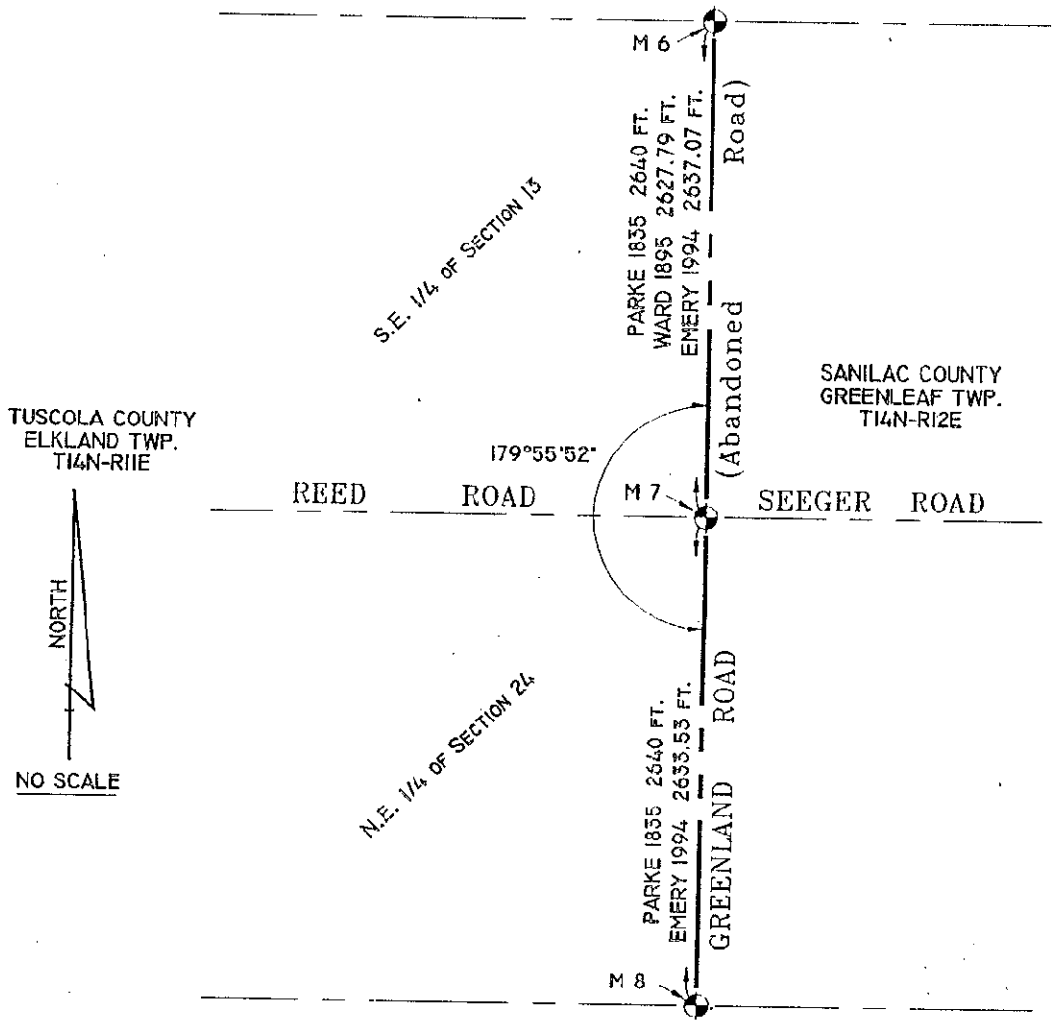 M 6
PARKE 1835 2640 FT.
WARD 1895 2627.79 FT.
EMERY 1994 2637.07 FT.
(Abandoned Road)
S.E. 1/4 OF SECTION 13
SANILAC COUNTY
GREENLEAF TWP.
T14N-R12E
TUSCOLA COUNTY
ELKLAND TWP.
T14N-R11E
179°55'52"
REED ROAD
M 7
SEEGER ROAD
NORTH
NO SCALE
N.E. 1/4 OF SECTION 24
PARKE 1835 2640 FT.
EMERY 1994 2633.53 FT.
GREENLAND ROAD
M 8